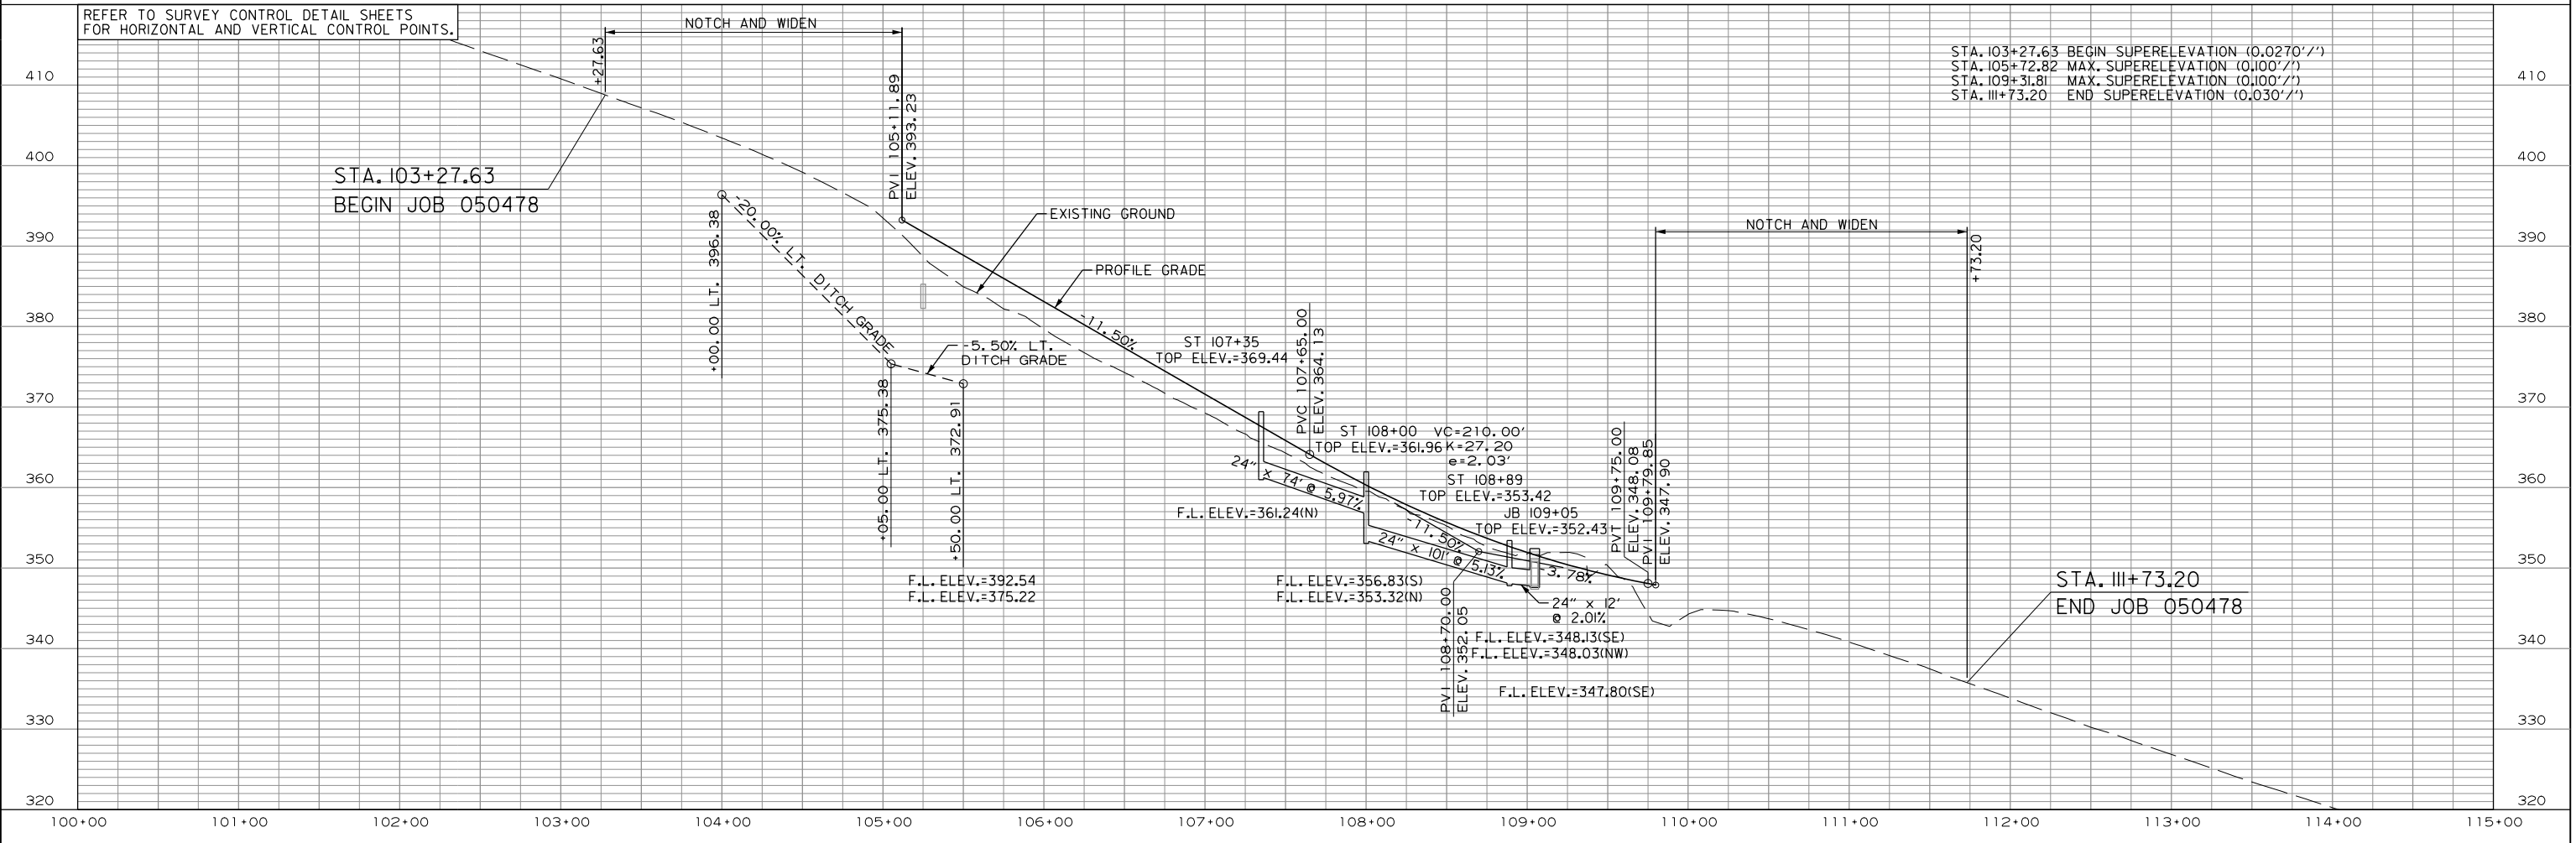 REFER TO SURVEY CONTROL DETAIL SHEETS
FOR HORIZONTAL AND VERTICAL CONTROL POINTS.
NOTCH AND WIDEN
+27.63
STA. 103+27.63 BEGIN SUPERELEVATION (0.0270'/')
STA. 105+72.82 MAX. SUPERELEVATION (0.100'/')
STA. 109+31.81 MAX. SUPERELEVATION (0.100'/')
STA. 111+73.20 END SUPERELEVATION (0.030'/')
410
410
PVI 105+11.89
ELEV. 393.23
400
400
STA. 103+27.63
BEGIN JOB 050478
390
390
EXISTING GROUND
NOTCH AND WIDEN
+73.20
-20.00% LT. DITCH GRADE
+00.00 LT. 396.38
PROFILE GRADE
-11.50%
380
380
-5.50% LT.
DITCH GRADE
ST 107+35
TOP ELEV.=369.44
PVC 107+65.00
ELEV. 364.13
370
370
+05.00 LT. 375.38
+50.00 LT. 372.91
ST 108+00
TOP ELEV.=361.96
VC=210.00'
K=27.20
e=2.03'
ST 108+89
TOP ELEV.=353.42
JB 109+05
TOP ELEV.=352.43
PVT 109+75.00
ELEV. 348.08
PVI 109+79.85
ELEV. 347.90
360
360
24" x 74' @ 5.97%
F.L. ELEV.=361.24(N)
-11.50%
24" x 101' @ 5.13%
-3.78%
350
350
F.L. ELEV.=392.54
F.L. ELEV.=375.22
F.L. ELEV.=356.83(S)
F.L. ELEV.=353.32(N)
24" x 12'
@ 2.01%
STA. 111+73.20
END JOB 050478
PVI 108+70.00
ELEV. 352.05
F.L. ELEV.=348.13(SE)
F.L. ELEV.=348.03(NW)
340
340
F.L. ELEV.=347.80(SE)
330
330
320
320
100+00
101+00
102+00
103+00
104+00
105+00
106+00
107+00
108+00
109+00
110+00
111+00
112+00
113+00
114+00
115+00